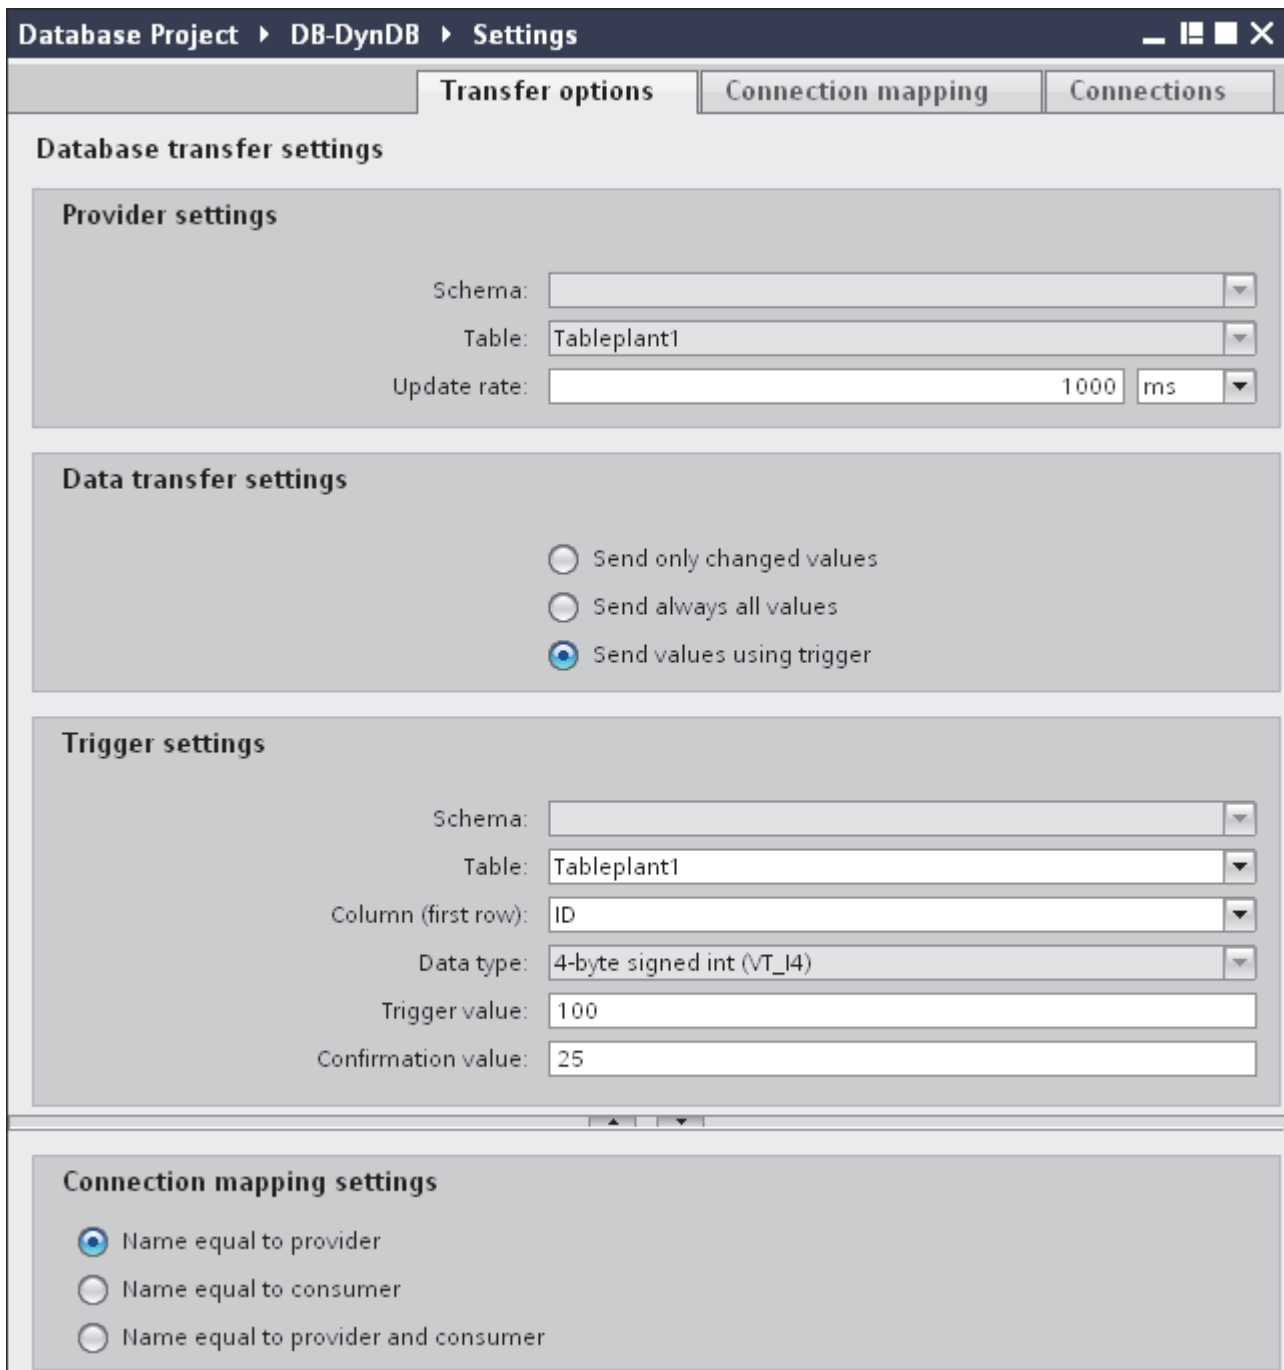 Database Project ▸ DB-DynDB ▸ Settings
Transfer options Connection mapping Connections
Database transfer settings
Provider settings
Schema:
Table: Tableplant1
Update rate: 1000 ms
Data transfer settings
Send only changed values
Send always all values
Send values using trigger
Trigger settings
Schema:
Table: Tableplant1
Column (first row): ID
Data type: 4-byte signed int (VT_I4)
Trigger value: 100
Confirmation value: 25
Connection mapping settings
Name equal to provider
Name equal to consumer
Name equal to provider and consumer